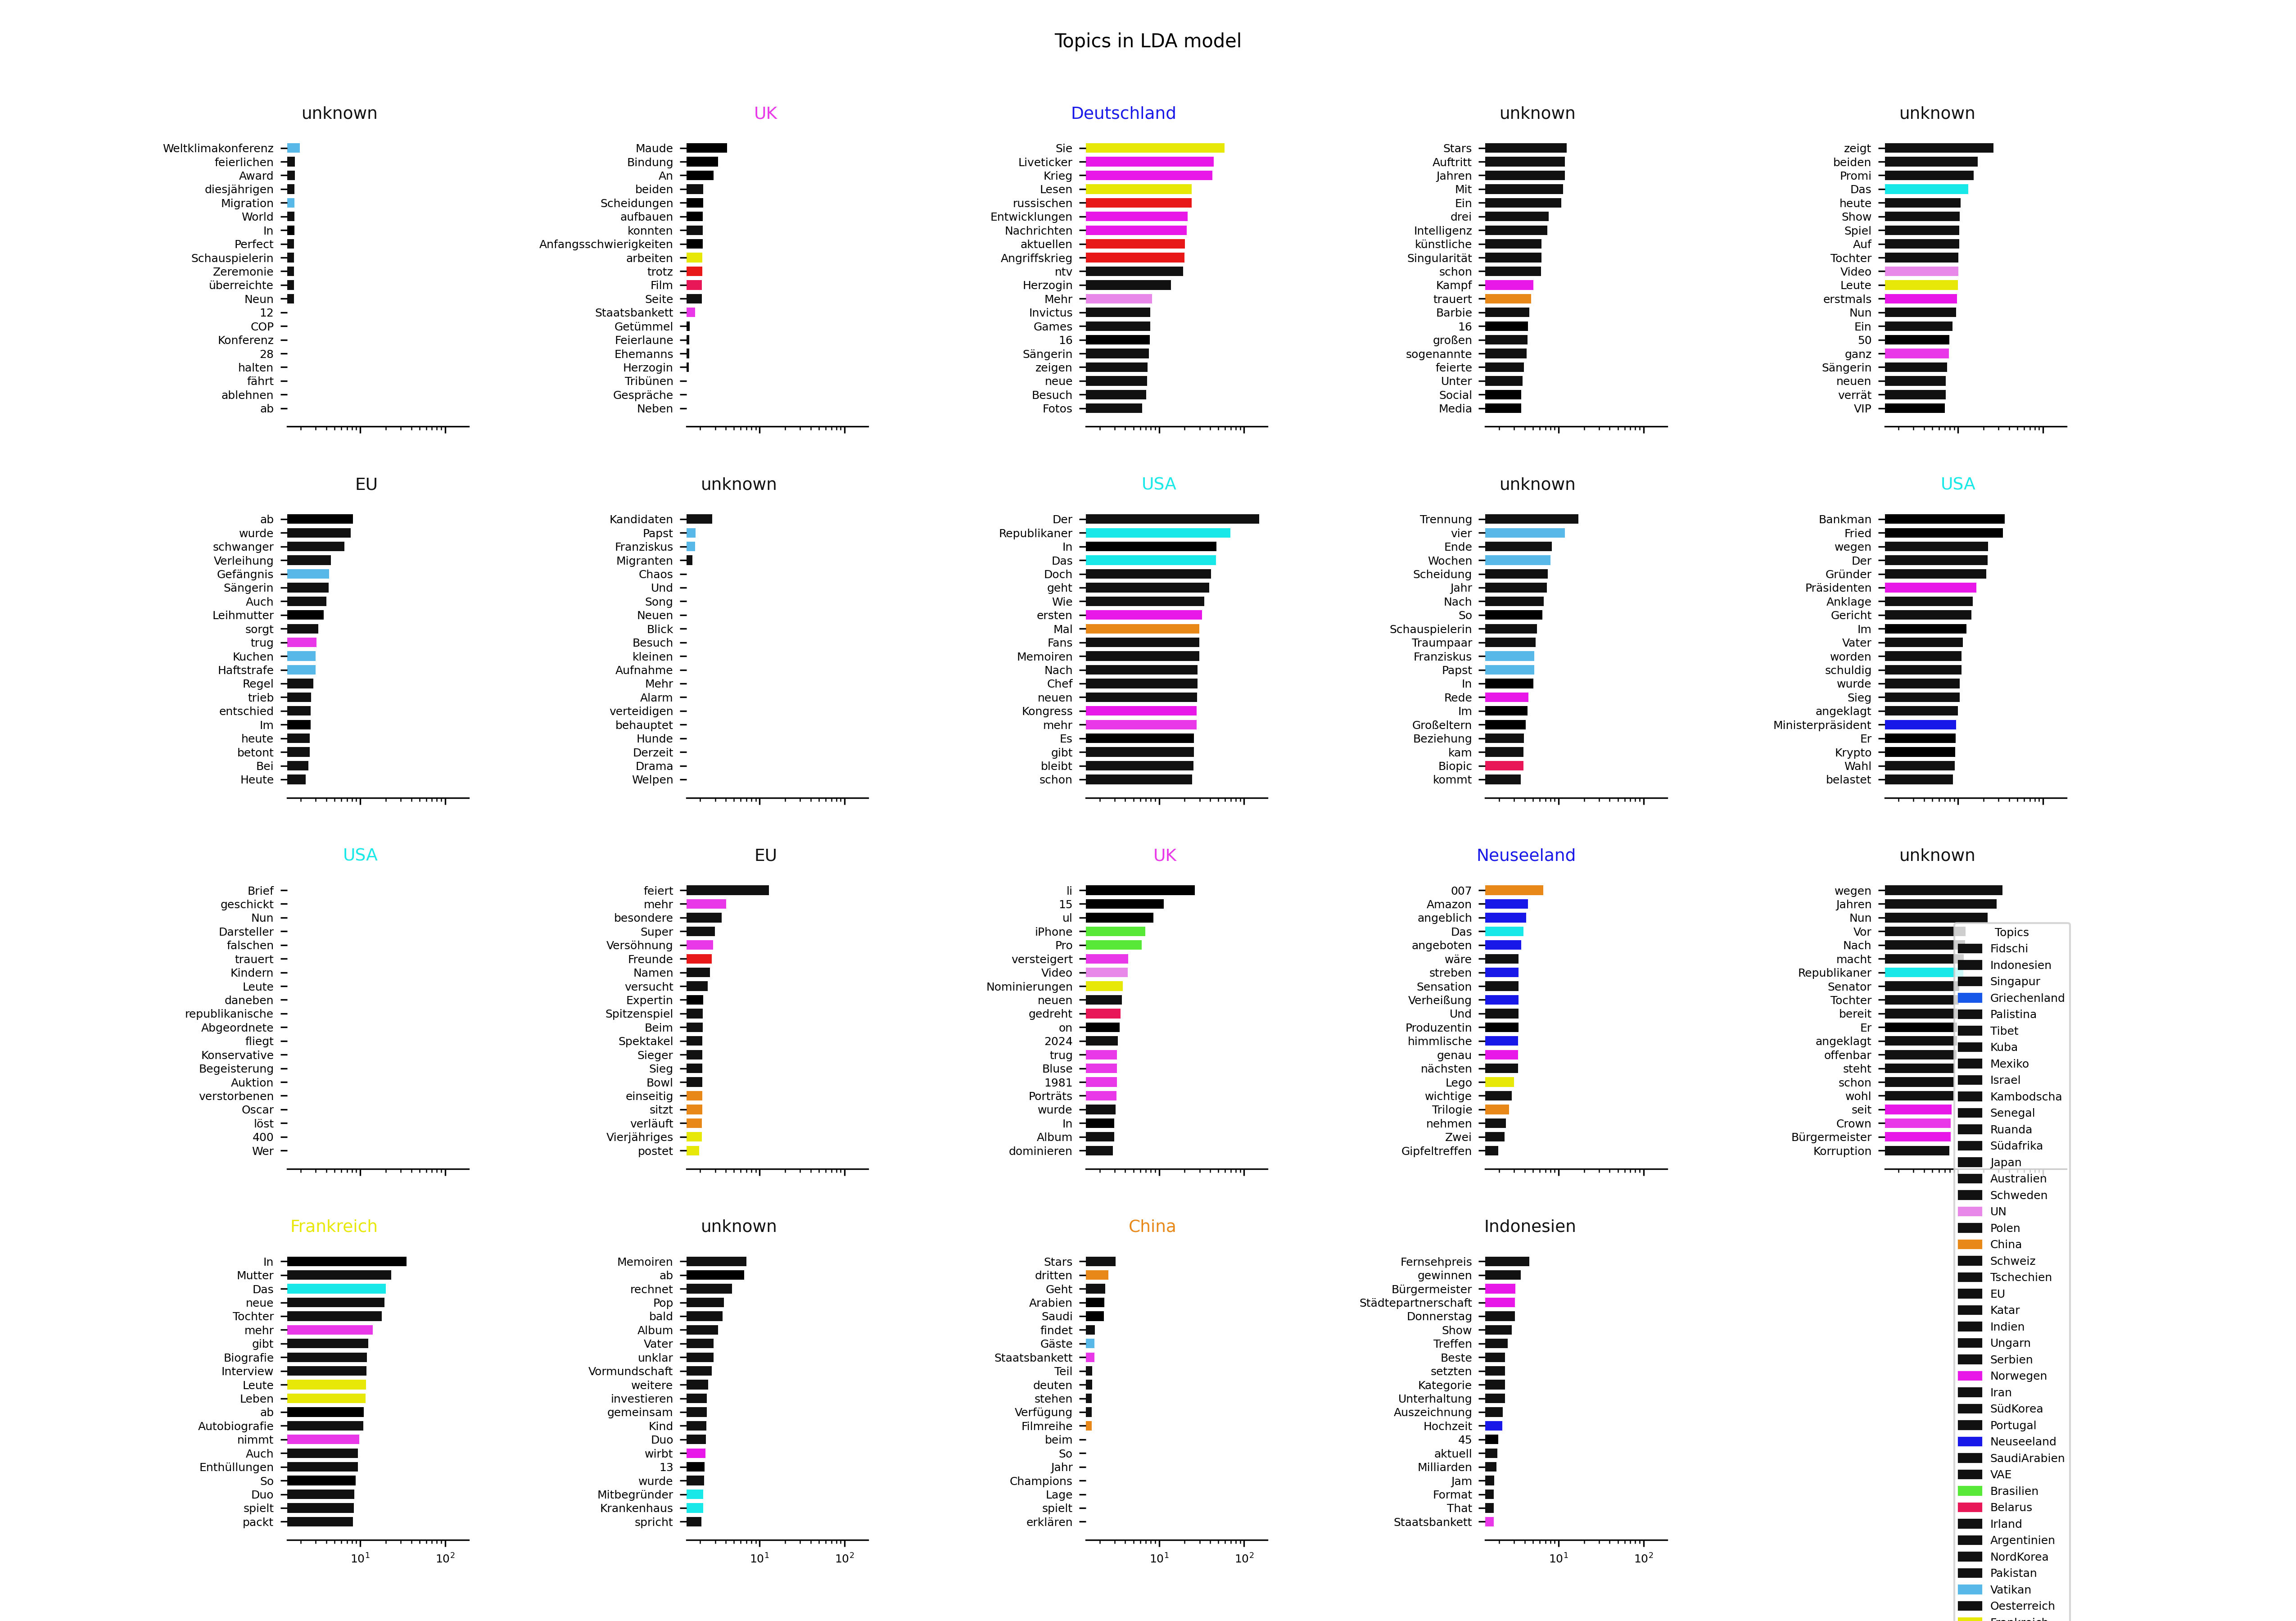 Topics in LDA model
unknown
Weltklimakonferenz
feierlichen
Award
diesjährigen
Migration
World
In
Perfect
Schauspielerin
Zeremonie
überreichte
Neun
12
COP
Konferenz
28
halten
fährt
ablehnen
ab
UK
Maude
Bindung
An
beiden
Scheidungen
aufbauen
konnten
Anfangsschwierigkeiten
arbeiten
trotz
Film
Seite
Staatsbankett
Getümmel
Feierlaune
Ehemanns
Herzogin
Tribünen
Gespräche
Neben
Deutschland
Sie
Liveticker
Krieg
Lesen
russischen
Entwicklungen
Nachrichten
aktuellen
Angriffskrieg
ntv
Herzogin
Mehr
Invictus
Games
16
Sängerin
zeigen
neue
Besuch
Fotos
unknown
Stars
Auftritt
Jahren
Mit
Ein
drei
Intelligenz
künstliche
Singularität
schon
Kampf
trauert
Barbie
16
großen
sogenannte
feierte
Unter
Social
Media
unknown
zeigt
beiden
Promi
Das
heute
Show
Spiel
Auf
Tochter
Video
Leute
erstmals
Nun
Ein
50
ganz
Sängerin
neuen
verrät
VIP
EU
ab
wurde
schwanger
Verleihung
Gefängnis
Sängerin
Auch
Leihmutter
sorgt
trug
Kuchen
Haftstrafe
Regel
trieb
entschied
Im
heute
betont
Bei
Heute
unknown
Kandidaten
Papst
Franziskus
Migranten
Chaos
Und
Song
Neuen
Blick
Besuch
kleinen
Aufnahme
Mehr
Alarm
verteidigen
behauptet
Hunde
Derzeit
Drama
Welpen
USA
Der
Republikaner
In
Das
Doch
geht
Wie
ersten
Mal
Fans
Memoiren
Nach
Chef
neuen
Kongress
mehr
Es
gibt
bleibt
schon
unknown
Trennung
vier
Ende
Wochen
Scheidung
Jahr
Nach
So
Schauspielerin
Traumpaar
Franziskus
Papst
In
Rede
Im
Großeltern
Beziehung
kam
Biopic
kommt
USA
Bankman
Fried
wegen
Der
Gründer
Präsidenten
Anklage
Gericht
Im
Vater
worden
schuldig
wurde
Sieg
angeklagt
Ministerpräsident
Er
Krypto
Wahl
belastet
USA
Brief
geschickt
Nun
Darsteller
falschen
trauert
Kindern
Leute
daneben
republikanische
Abgeordnete
fliegt
Konservative
Begeisterung
Auktion
verstorbenen
Oscar
löst
400
Wer
EU
feiert
mehr
besondere
Super
Versöhnung
Freunde
Namen
versucht
Expertin
Spitzenspiel
Beim
Spektakel
Sieger
Sieg
Bowl
einseitig
sitzt
verläuft
Vierjähriges
postet
UK
li
15
ul
iPhone
Pro
versteigert
Video
Nominierungen
neuen
gedreht
on
2024
trug
Bluse
1981
Porträts
wurde
In
Album
dominieren
Neuseeland
007
Amazon
angeblich
Das
angeboten
wäre
streben
Sensation
Verheißung
Und
Produzentin
himmlische
genau
nächsten
Lego
wichtige
Trilogie
nehmen
Zwei
Gipfeltreffen
unknown
wegen
Jahren
Nun
Vor
Nach
macht
Republikaner
Senator
Tochter
bereit
Er
angeklagt
offenbar
steht
schon
wohl
seit
Crown
Bürgermeister
Korruption
Frankreich
In
Mutter
Das
neue
Tochter
mehr
gibt
Biografie
Interview
Leute
Leben
ab
Autobiografie
nimmt
Auch
Enthüllungen
So
Duo
spielt
packt
10¹ 10²
unknown
Memoiren
ab
rechnet
Pop
bald
Album
Vater
unklar
Vormundschaft
weitere
investieren
gemeinsam
Kind
Duo
wirbt
13
wurde
Mitbegründer
Krankenhaus
spricht
10¹ 10²
China
Stars
dritten
Geht
Arabien
Saudi
findet
Gäste
Staatsbankett
Teil
deuten
stehen
Verfügung
Filmreihe
beim
So
Jahr
Champions
Lage
spielt
erklären
10¹ 10²
Indonesien
Fernsehpreis
gewinnen
Bürgermeister
Städtepartnerschaft
Donnerstag
Show
Treffen
Beste
setzten
Kategorie
Unterhaltung
Auszeichnung
Hochzeit
45
aktuell
Milliarden
Jam
Format
That
Staatsbankett
10¹ 10²
Topics
Fidschi
Indonesien
Singapur
Griechenland
Palistina
Tibet
Kuba
Mexiko
Israel
Kambodscha
Senegal
Ruanda
Südafrika
Japan
Australien
Schweden
UN
Polen
China
Schweiz
Tschechien
EU
Katar
Indien
Ungarn
Serbien
Norwegen
Iran
SüdKorea
Portugal
Neuseeland
SaudiArabien
VAE
Brasilien
Belarus
Irland
Argentinien
NordKorea
Pakistan
Vatikan
Oesterreich